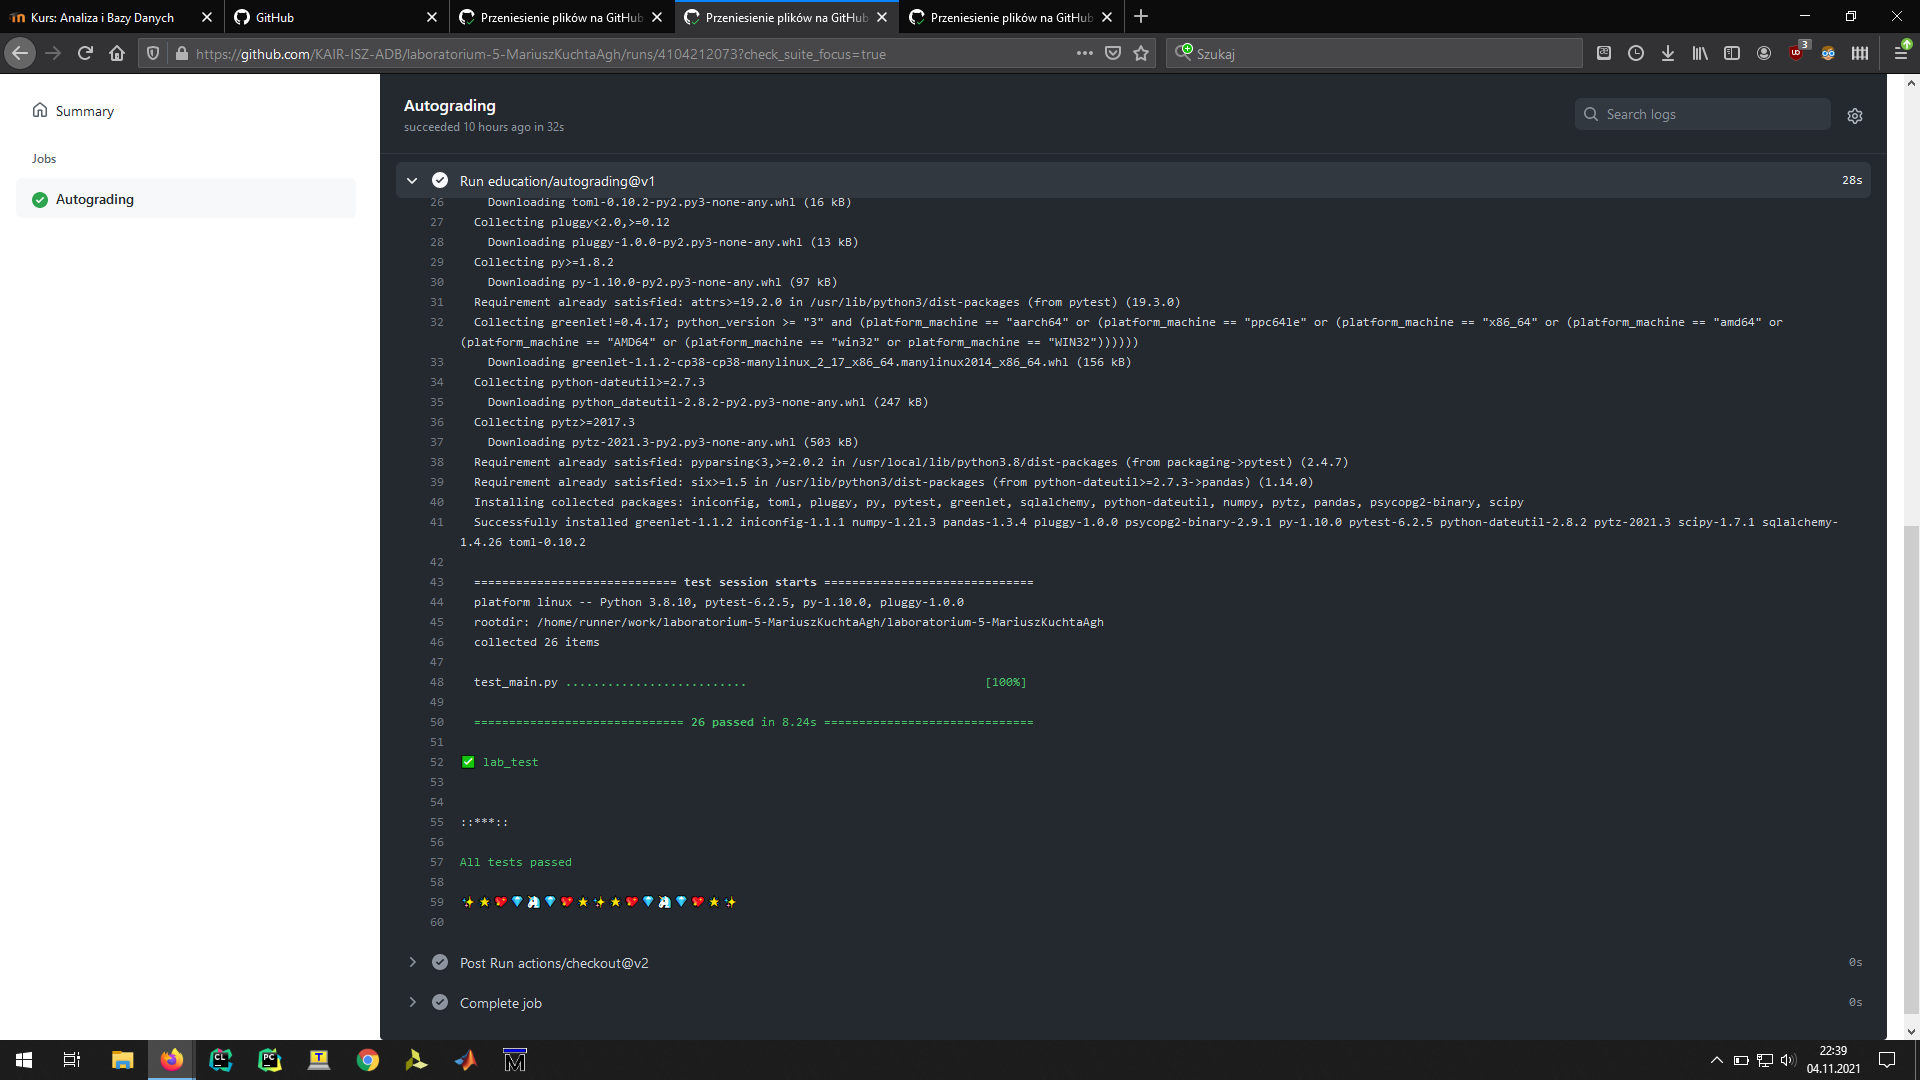 Kurs: Analiza i Bazy Danych
GitHub
Przeniesienie plików na GitHub
Przeniesienie plików na GitHub
Przeniesienie plików na GitHub
https://github.com/KAIR-ISZ-ADB/laboratorium-5-MariuszKuchtaAgh/runs/4104212073?check_suite_focus=true
Szukaj
3
Summary
Jobs
Autograding
Autograding
succeeded 10 hours ago in 32s
Search logs
Run education/autograding@v1
28s
26 Downloading toml-0.10.2-py2.py3-none-any.whl (16 kB)
27 Collecting pluggy<2.0,>=0.12
28 Downloading pluggy-1.0.0-py2.py3-none-any.whl (13 kB)
29 Collecting py>=1.8.2
30 Downloading py-1.10.0-py2.py3-none-any.whl (97 kB)
31 Requirement already satisfied: attrs>=19.2.0 in /usr/lib/python3/dist-packages (from pytest) (19.3.0)
32 Collecting greenlet!=0.4.17; python_version >= "3" and (platform_machine == "aarch64" or (platform_machine == "ppc64le" or (platform_machine == "x86_64" or (platform_machine == "amd64" or
(platform_machine == "AMD64" or (platform_machine == "win32" or platform_machine == "WIN32"))))))
33 Downloading greenlet-1.1.2-cp38-cp38-manylinux_2_17_x86_64.manylinux2014_x86_64.whl (156 kB)
34 Collecting python-dateutil>=2.7.3
35 Downloading python_dateutil-2.8.2-py2.py3-none-any.whl (247 kB)
36 Collecting pytz>=2017.3
37 Downloading pytz-2021.3-py2.py3-none-any.whl (503 kB)
38 Requirement already satisfied: pyparsing<3,>=2.0.2 in /usr/local/lib/python3.8/dist-packages (from packaging->pytest) (2.4.7)
39 Requirement already satisfied: six>=1.5 in /usr/lib/python3/dist-packages (from python-dateutil>=2.7.3->pandas) (1.14.0)
40 Installing collected packages: iniconfig, toml, pluggy, py, pytest, greenlet, sqlalchemy, python-dateutil, numpy, pytz, pandas, psycopg2-binary, scipy
41 Successfully installed greenlet-1.1.2 iniconfig-1.1.1 numpy-1.21.3 pandas-1.3.4 pluggy-1.0.0 psycopg2-binary-2.9.1 py-1.10.0 pytest-6.2.5 python-dateutil-2.8.2 pytz-2021.3 scipy-1.7.1 sqlalchemy-
1.4.26 toml-0.10.2
42
43 ============================= test session starts ==============================
44 platform linux -- Python 3.8.10, pytest-6.2.5, py-1.10.0, pluggy-1.0.0
45 rootdir: /home/runner/work/laboratorium-5-MariuszKuchtaAgh/laboratorium-5-MariuszKuchtaAgh
46 collected 26 items
47
48 test_main.py .......................... [100%]
49
50 ============================== 26 passed in 8.24s ==============================
51
52 ✅ lab_test
53
54
55 ::***::
56
57 All tests passed
58
59 ✨⭐💖💎🦄💎💖⭐✨⭐💖💎🦄💎💖⭐✨
60
Post Run actions/checkout@v2
0s
Complete job
0s
22:39
04.11.2021